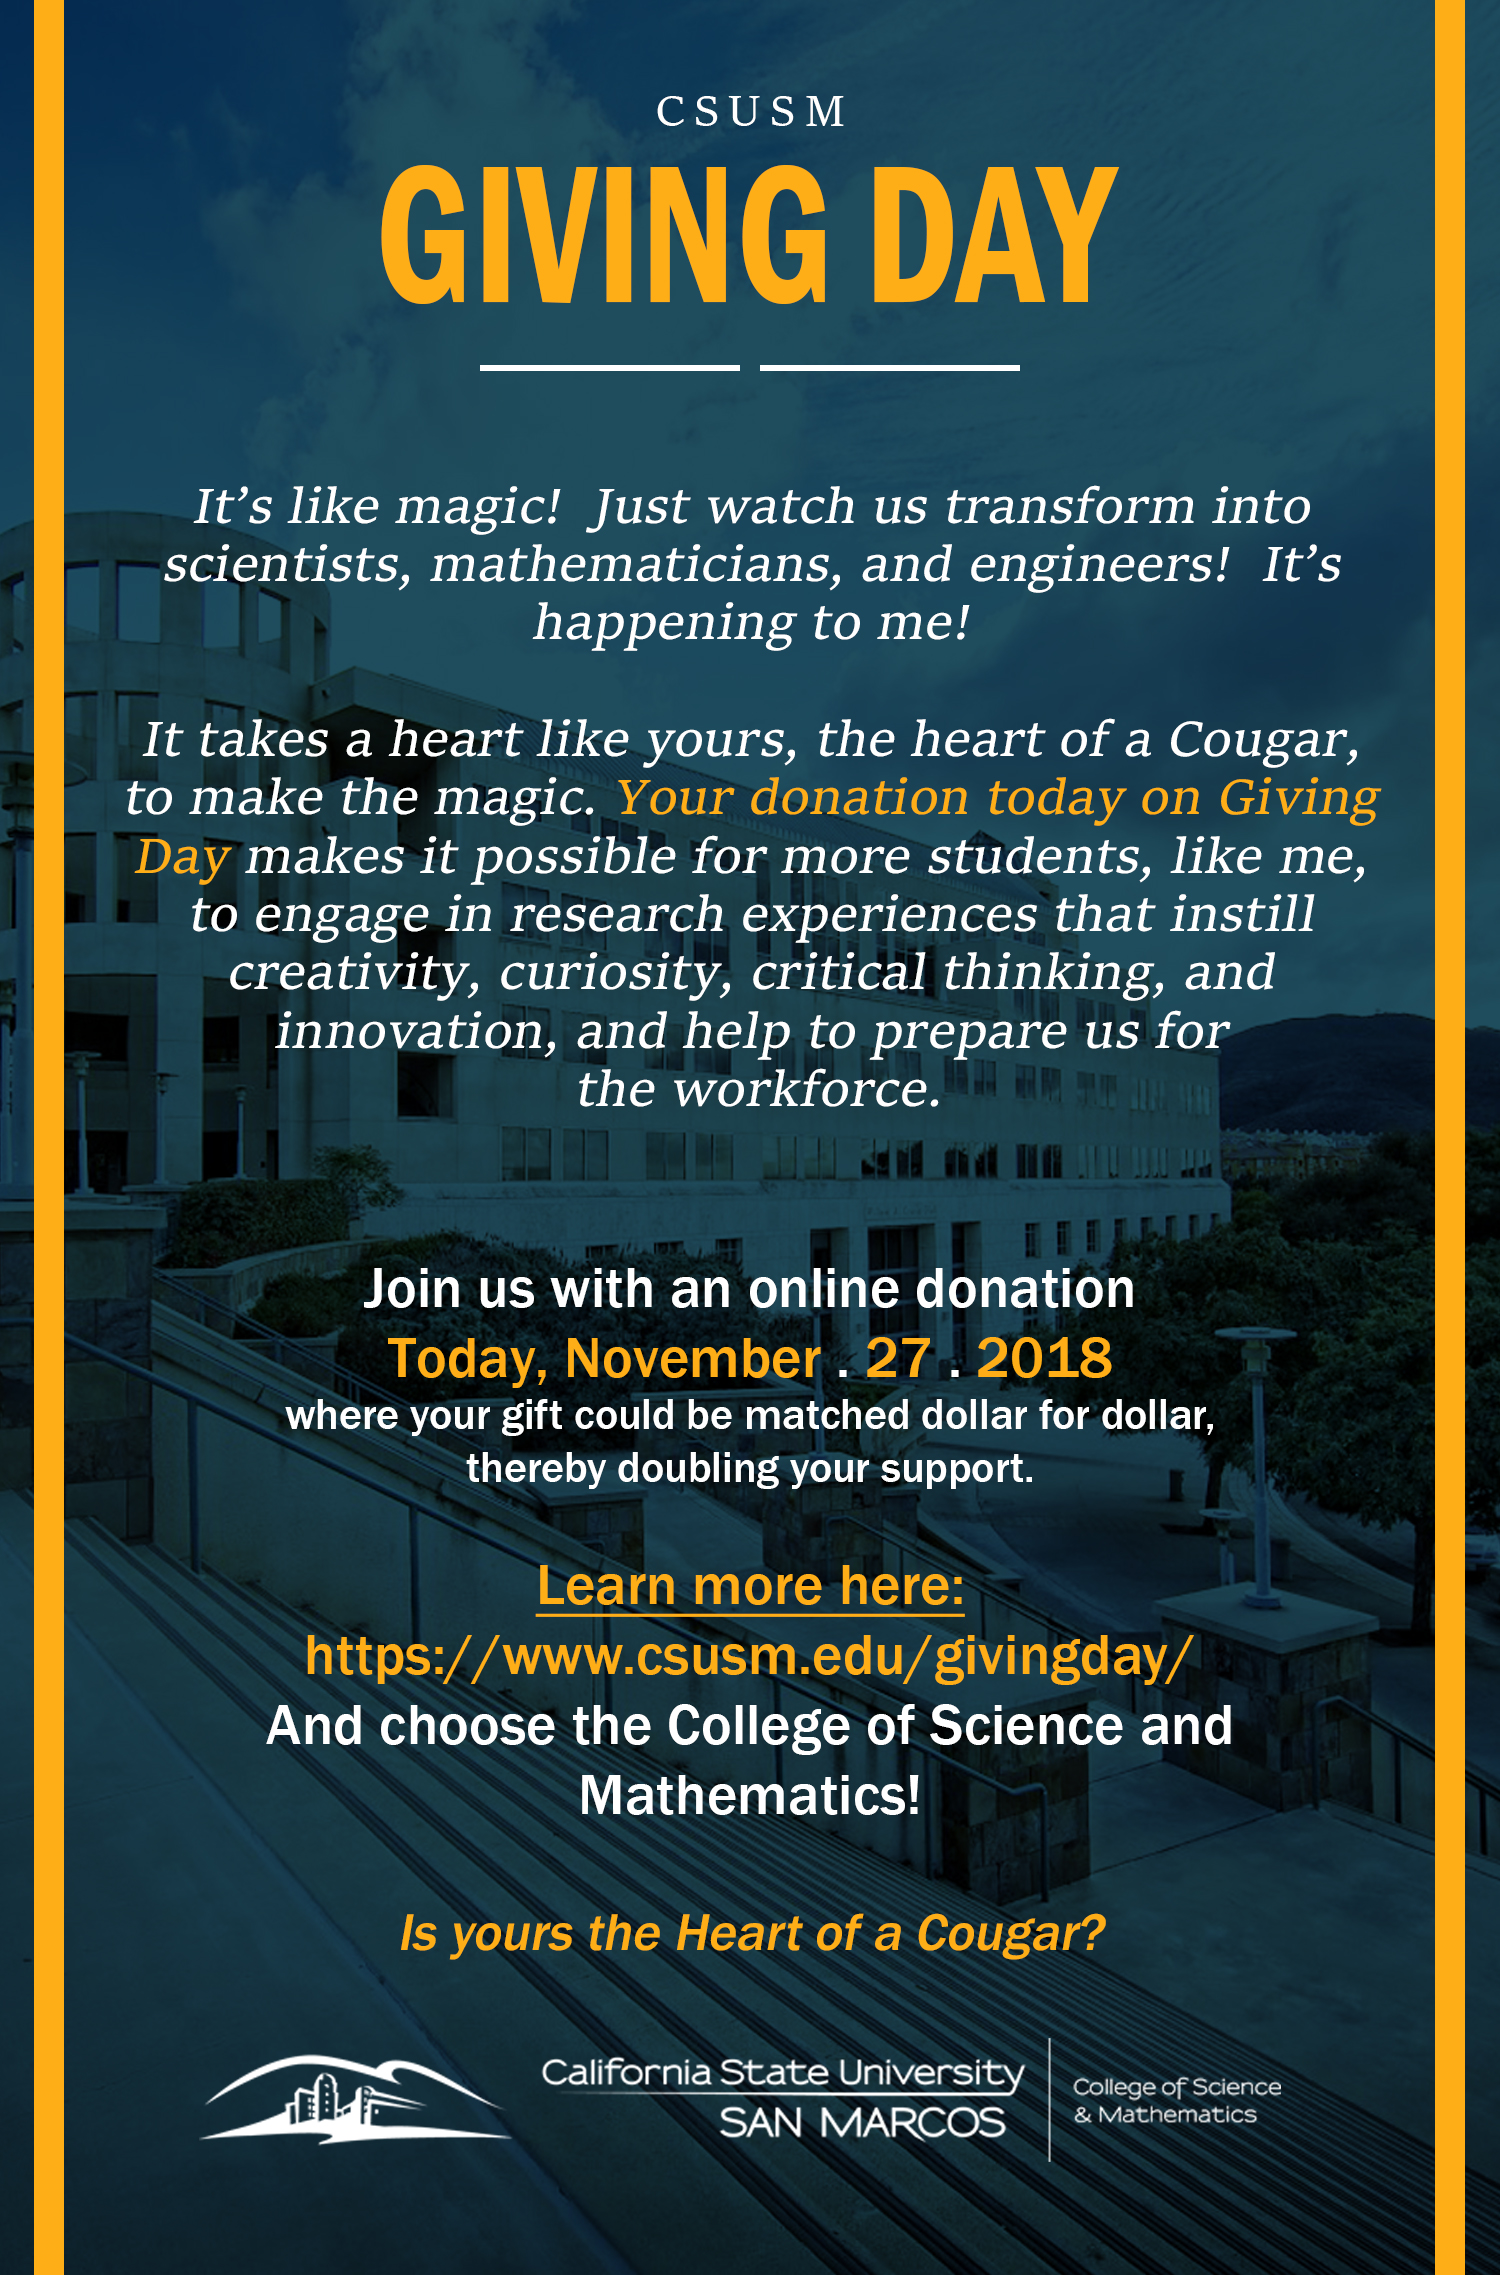 CSUSM
GIVING DAY
It’s like magic!  Just watch us transform into
scientists, mathematicians, and engineers!  It’s
happening to me!
It takes a heart like yours, the heart of a Cougar,
to make the magic. Your donation today on Giving
Day makes it possible for more students, like me,
to engage in research experiences that instill
creativity, curiosity, critical thinking, and
innovation, and help to prepare us for
the workforce.
Join us with an online donation
Today, November . 27 . 2018
where your gift could be matched dollar for dollar,
thereby doubling your support.
Learn more here:
https://www.csusm.edu/givingday/
And choose the College of Science and
Mathematics!
Is yours the Heart of a Cougar?
California State University
SAN MARCOS
College of Science
& Mathematics